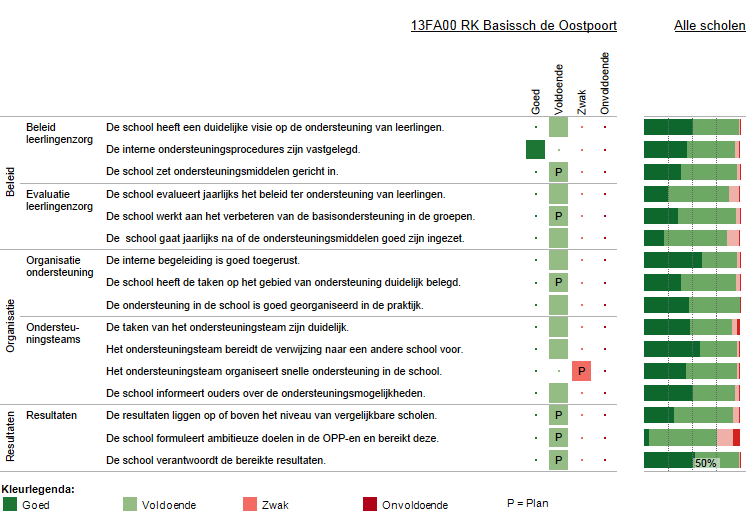 13FA00 RK Basissch de Oostpoort
Alle scholen
Goed
Voldoende
Zwak
Onvoldoende
Beleid
Beleid leerlingenzorg
De school heeft een duidelijke visie op de ondersteuning van leerlingen.
De interne ondersteuningsprocedures zijn vastgelegd.
De school zet ondersteuningsmiddelen gericht in. P
Evaluatie leerlingenzorg
De school evalueert jaarlijks het beleid ter ondersteuning van leerlingen.
De school werkt aan het verbeteren van de basisondersteuning in de groepen. P
De school gaat jaarlijks na of de ondersteuningsmiddelen goed zijn ingezet.
Organisatie
Organisatie ondersteuning
De interne begeleiding is goed toegerust.
De school heeft de taken op het gebied van ondersteuning duidelijk belegd. P
De ondersteuning in de school is goed georganiseerd in de praktijk.
Ondersteu-
ningsteams
De taken van het ondersteuningsteam zijn duidelijk.
Het ondersteuningsteam bereidt de verwijzing naar een andere school voor.
Het ondersteuningsteam organiseert snelle ondersteuning in de school. P
De school informeert ouders over de ondersteuningsmogelijkheden.
Resultaten
Resultaten
De resultaten liggen op of boven het niveau van vergelijkbare scholen. P
De school formuleert ambitieuze doelen in de OPP-en en bereikt deze. P
De school verantwoordt de bereikte resultaten. P
50%
Kleurlegenda:
Goed Voldoende Zwak Onvoldoende P = Plan